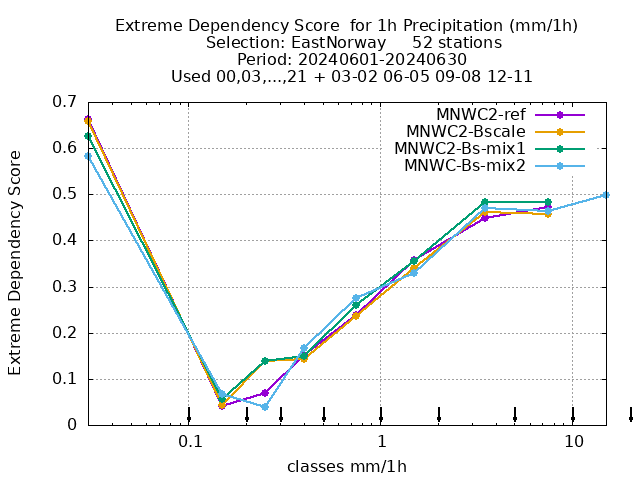 Extreme Dependency Score  for 1h Precipitation (mm/1h)
Selection: EastNorway     52 stations
Period: 20240601-20240630
Used 00,03,...,21 + 03-02 06-05 09-08 12-11
MNWC2-ref
MNWC2-Bscale
MNWC2-Bs-mix1
MNWC-Bs-mix2
Extreme Dependency Score
0.7
0.6
0.5
0.4
0.3
0.2
0.1
0
0.1 1 10
classes mm/1h